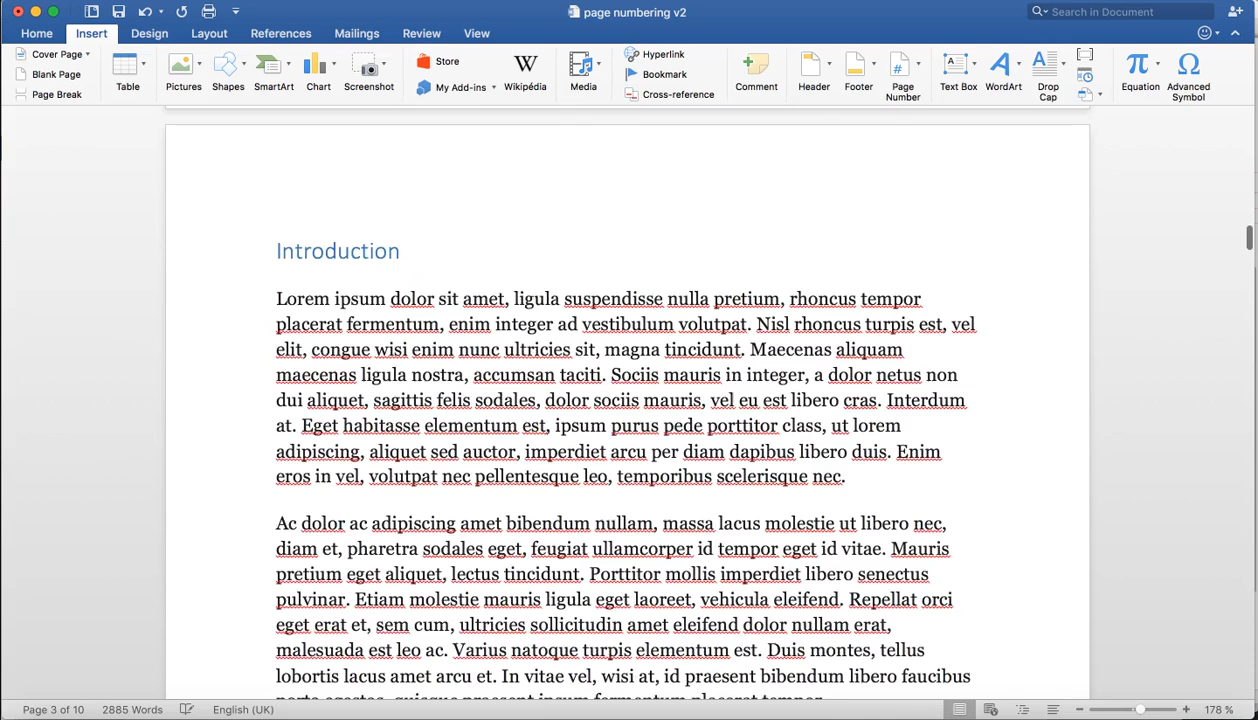 page numbering v2
Search in Document
Home Insert Design Layout References Mailings Review View
Cover Page
Blank Page
Page Break
Table
Pictures
Shapes
SmartArt
Chart
Screenshot
Store
My Add-ins
W
Wikipédia
Media
Hyperlink
Bookmark
Cross-reference
Comment
Header
Footer
#
Page
Number
A
Text Box
A
WordArt
A
Drop
Cap
π
Equation
Ω
Advanced
Symbol
Introduction
Lorem ipsum dolor sit amet, ligula suspendisse nulla pretium, rhoncus tempor
placerat fermentum, enim integer ad vestibulum volutpat. Nisl rhoncus turpis est, vel
elit, congue wisi enim nunc ultricies sit, magna tincidunt. Maecenas aliquam
maecenas ligula nostra, accumsan taciti. Sociis mauris in integer, a dolor netus non
dui aliquet, sagittis felis sodales, dolor sociis mauris, vel eu est libero cras. Interdum
at. Eget habitasse elementum est, ipsum purus pede porttitor class, ut lorem
adipiscing, aliquet sed auctor, imperdiet arcu per diam dapibus libero duis. Enim
eros in vel, volutpat nec pellentesque leo, temporibus scelerisque nec.
Ac dolor ac adipiscing amet bibendum nullam, massa lacus molestie ut libero nec,
diam et, pharetra sodales eget, feugiat ullamcorper id tempor eget id vitae. Mauris
pretium eget aliquet, lectus tincidunt. Porttitor mollis imperdiet libero senectus
pulvinar. Etiam molestie mauris ligula eget laoreet, vehicula eleifend. Repellat orci
eget erat et, sem cum, ultricies sollicitudin amet eleifend dolor nullam erat,
malesuada est leo ac. Varius natoque turpis elementum est. Duis montes, tellus
lobortis lacus amet arcu et. In vitae vel, wisi at, id praesent bibendum libero faucibus
porta egestas, quisque praesent ipsum fermentum placerat tempor.
Page 3 of 10 2885 Words English (UK) 178 %